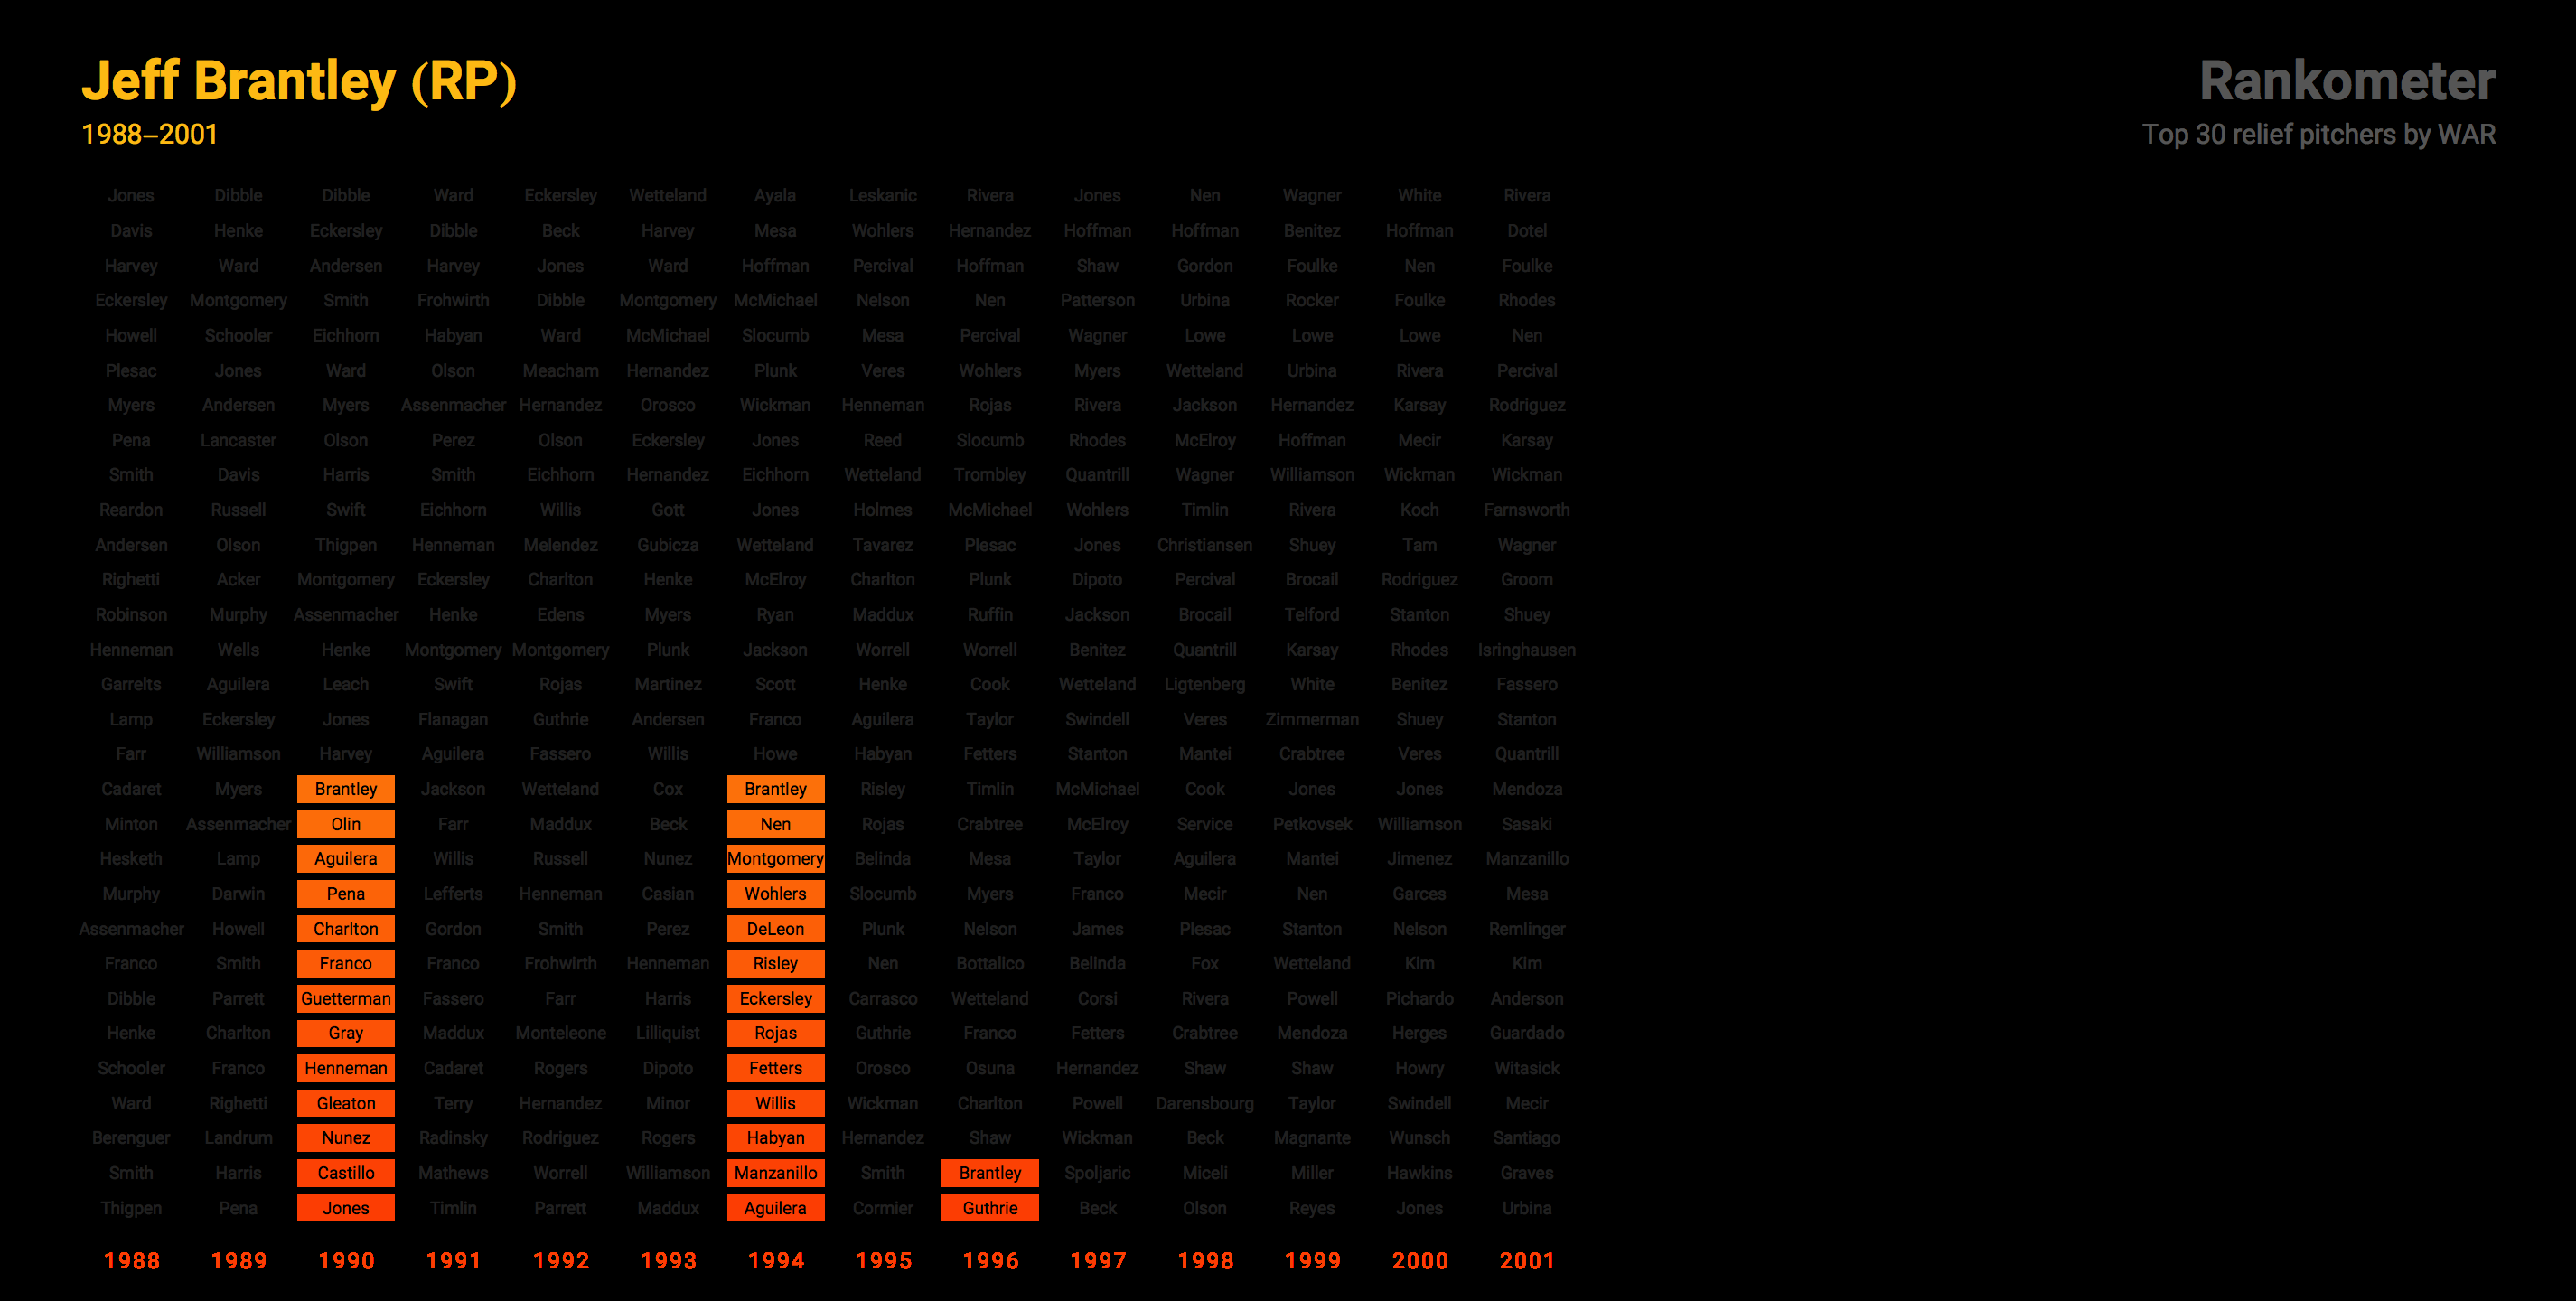 Jeff Brantley (RP)
1988–2001
Rankometer
Top 30 relief pitchers by WAR
Jones Dibble Dibble Ward Eckersley Wetteland Ayala Leskanic Rivera Jones Nen Wagner White Rivera
Davis Henke Eckersley Dibble Beck Harvey Mesa Wohlers Hernandez Hoffman Hoffman Benitez Hoffman Dotel
Harvey Ward Andersen Harvey Jones Ward Hoffman Percival Hoffman Shaw Gordon Foulke Nen Foulke
Eckersley Montgomery Smith Frohwirth Dibble Montgomery McMichael Nelson Nen Patterson Urbina Rocker Foulke Rhodes
Howell Schooler Eichhorn Habyan Ward McMichael Slocumb Mesa Percival Wagner Lowe Lowe Lowe Nen
Plesac Jones Ward Olson Meacham Hernandez Plunk Veres Wohlers Myers Wetteland Urbina Rivera Percival
Myers Andersen Myers Assenmacher Hernandez Orosco Wickman Henneman Rojas Rivera Jackson Hernandez Karsay Rodriguez
Pena Lancaster Olson Perez Olson Eckersley Jones Reed Slocumb Rhodes McElroy Hoffman Mecir Karsay
Smith Davis Harris Smith Eichhorn Hernandez Eichhorn Wetteland Trombley Quantrill Wagner Williamson Wickman Wickman
Reardon Russell Swift Eichhorn Willis Gott Jones Holmes McMichael Wohlers Timlin Rivera Koch Farnsworth
Andersen Olson Thigpen Henneman Melendez Gubicza Wetteland Tavarez Plesac Jones Christiansen Shuey Tam Wagner
Righetti Acker Montgomery Eckersley Charlton Henke McElroy Charlton Plunk Dipoto Percival Brocail Rodriguez Groom
Robinson Murphy Assenmacher Henke Edens Myers Ryan Maddux Ruffin Jackson Brocail Telford Stanton Shuey
Henneman Wells Henke Montgomery Montgomery Plunk Jackson Worrell Worrell Benitez Quantrill Karsay Rhodes Isringhausen
Garrelts Aguilera Leach Swift Rojas Martinez Scott Henke Cook Wetteland LIgtenberg White Benitez Fassero
Lamp Eckersley Jones Flanagan Guthrie Andersen Franco Aguilera Taylor Swindell Veres Zimmerman Shuey Stanton
Farr Williamson Harvey Aguilera Fassero Willis Howe Habyan Fetters Stanton Mantei Crabtree Veres Quantrill
Cadaret Myers Brantley Jackson Wetteland Cox Brantley Risley Timlin McMichael Cook Jones Jones Mendoza
Minton Assenmacher Olin Farr Maddux Beck Nen Rojas Crabtree McElroy Service Petkovsek Williamson Sasaki
Hesketh Lamp Aguilera Willis Russell Nunez Montgomery Belinda Mesa Taylor Aguilera Mantei Jimenez Manzanillo
Murphy Darwin Pena Lefferts Henneman Casian Wohlers Slocumb Myers Franco Mecir Nen Garces Mesa
Assenmacher Howell Charlton Gordon Smith Perez DeLeon Plunk Nelson James Plesac Stanton Nelson Remlinger
Franco Smith Franco Franco Frohwirth Henneman Risley Nen Bottalico Belinda Fox Wetteland Kim Kim
Dibble Parrett Guetterman Fassero Farr Harris Eckersley Carrasco Wetteland Corsi Rivera Powell Pichardo Anderson
Henke Charlton Gray Maddux Monteleone Lilliquist Rojas Guthrie Franco Fetters Crabtree Mendoza Herges Guardado
Schooler Franco Henneman Cadaret Rogers Dipoto Fetters Orosco Osuna Hernandez Shaw Shaw Howry Witasick
Ward Righetti Gleaton Terry Hernandez Minor Willis Wickman Charlton Powell Darensbourg Taylor Swindell Mecir
Berenguer Landrum Nunez Radinsky Rodriguez Rogers Habyan Hernandez Shaw Wickman Beck Magnante Wunsch Santiago
Smith Harris Castillo Mathews Worrell Williamson Manzanillo Smith Brantley Spoljaric Miceli Miller Hawkins Graves
Thigpen Pena Jones Timlin Parrett Maddux Aguilera Cormier Guthrie Beck Olson Reyes Jones Urbina
1988 1989 1990 1991 1992 1993 1994 1995 1996 1997 1998 1999 2000 2001